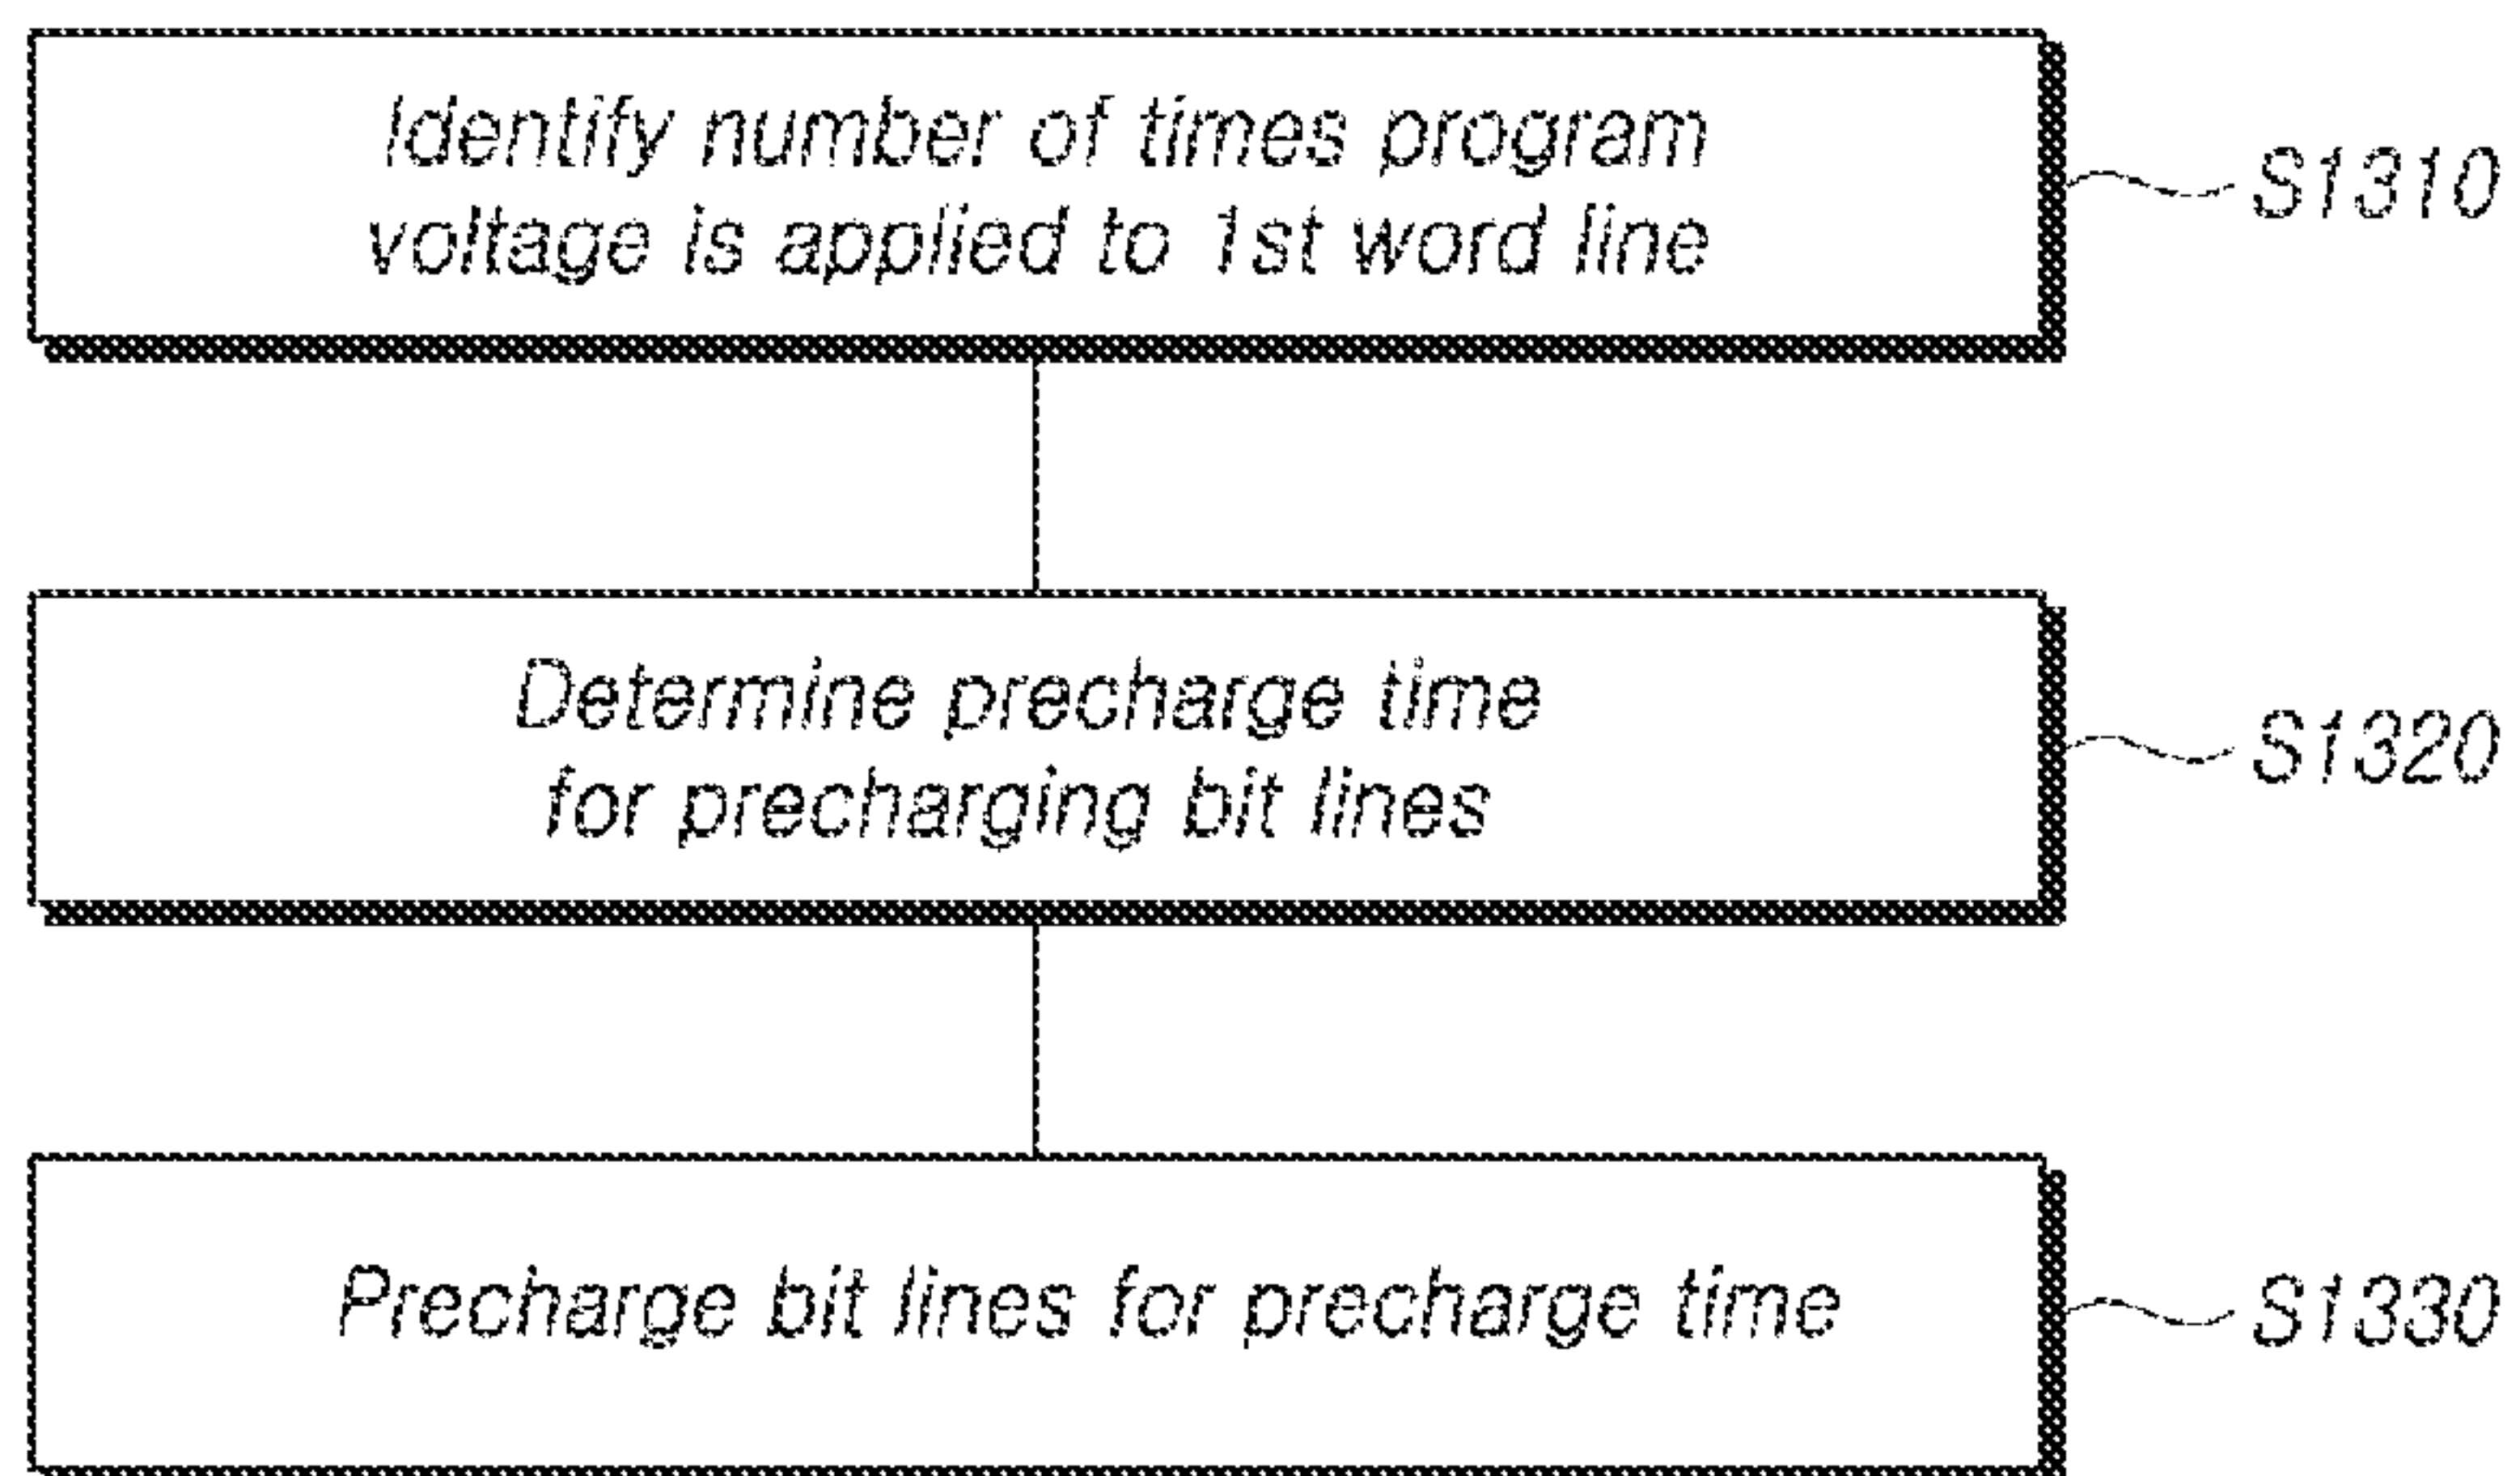 Identify number of times program
voltage is applied to 1st word line
S1310
Determine precharge time
for precharging bit lines
S1320
Precharge bit lines for precharge time
S1330